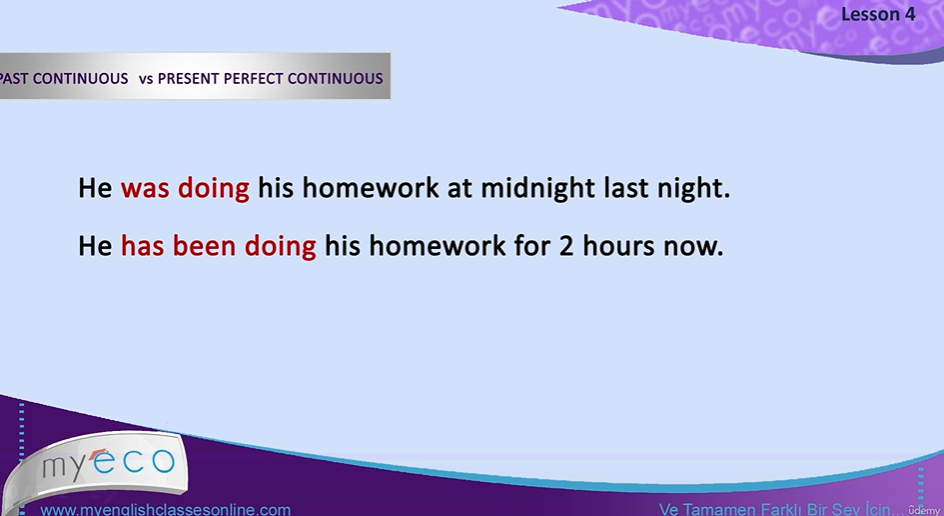 Lesson 4
PAST CONTINUOUS vs PRESENT PERFECT CONTINUOUS
He was doing his homework at midnight last night.
He has been doing his homework for 2 hours now.
myeco
www.myenglishclassesonline.com
Ve Tamamen Farklı Bir Şey İçin...
ûdemy